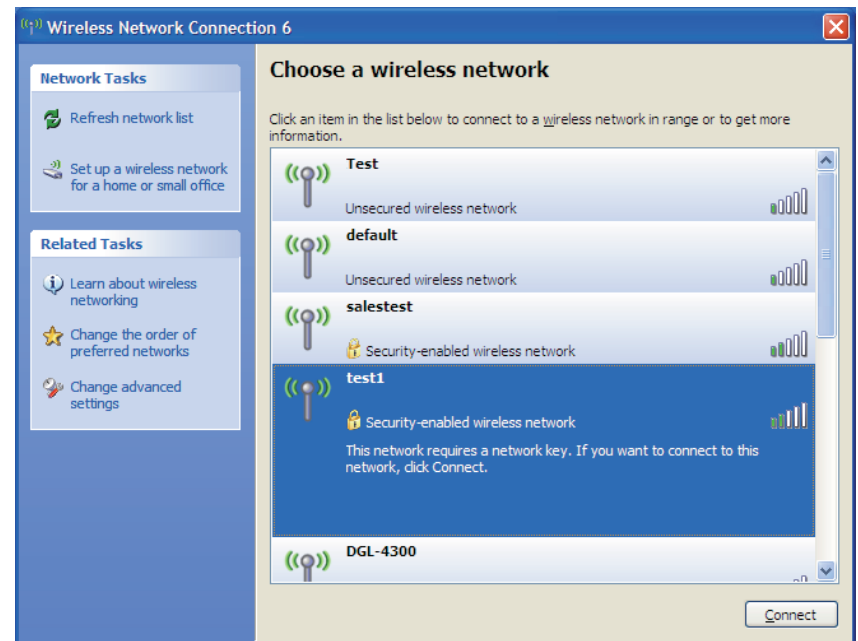 Wireless Network Connection 6
Network Tasks
Refresh network list
Set up a wireless network
for a home or small office
Related Tasks
Learn about wireless
networking
Change the order of
preferred networks
Change advanced
settings
Choose a wireless network
Click an item in the list below to connect to a wireless network in range or to get more
information.
Test
Unsecured wireless network
default
Unsecured wireless network
salestest
Security-enabled wireless network
test1
Security-enabled wireless network
This network requires a network key. If you want to connect to this
network, click Connect.
DGL-4300
Connect